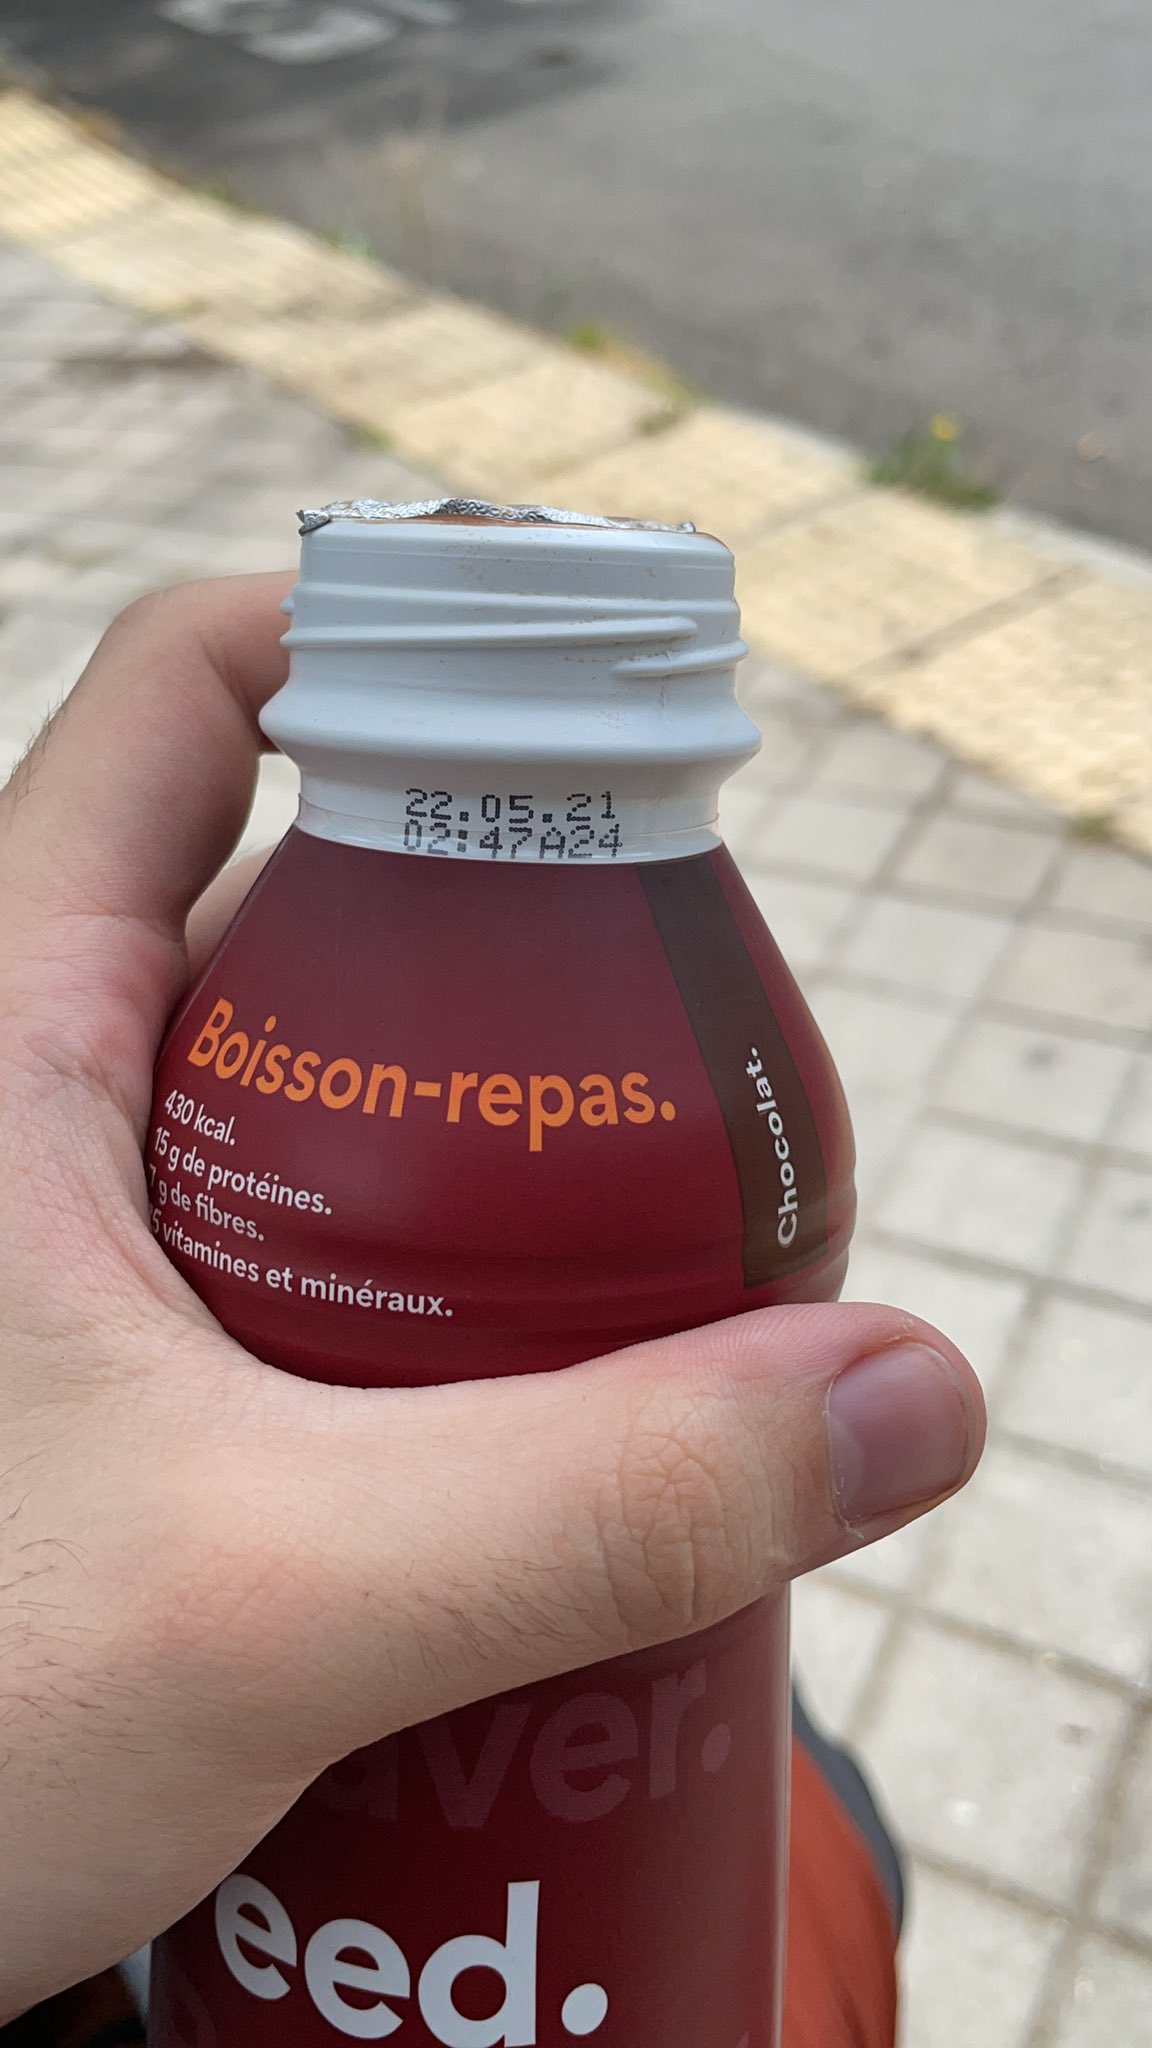 22.05.21
02:47A24
Boisson-repas.
430 kcal.
15 g de protéines.
7 g de fibres.
vitamines et minéraux.
Chocolat.
aver.
eed.